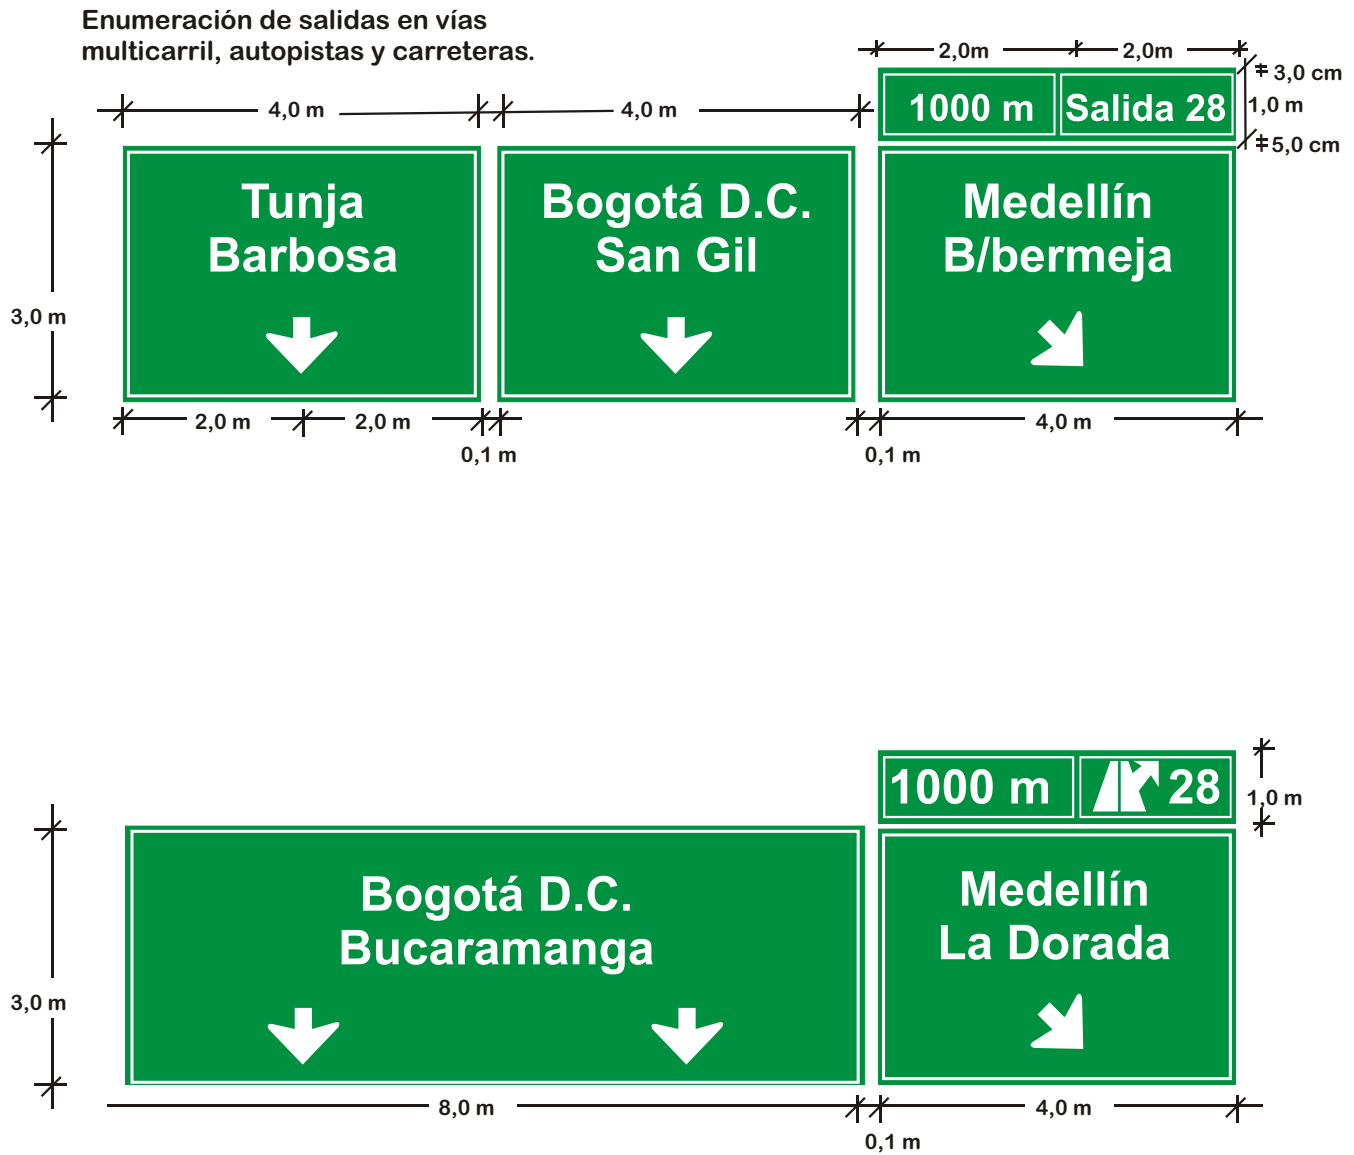 Enumeración de salidas en vías
multicarril, autopistas y carreteras.
2,0m 2,0m
3,0 cm
1000 m Salida 28
1,0 m
4,0 m 4,0 m
5,0 cm
Tunja
Barbosa
Bogotá D.C.
San Gil
Medellín
B/bermeja
3,0 m
2,0 m 2,0 m 4,0 m
0,1 m 0,1 m
1000 m 28
1,0 m
Bogotá D.C.
Bucaramanga
Medellín
La Dorada
3,0 m
8,0 m 4,0 m
0,1 m